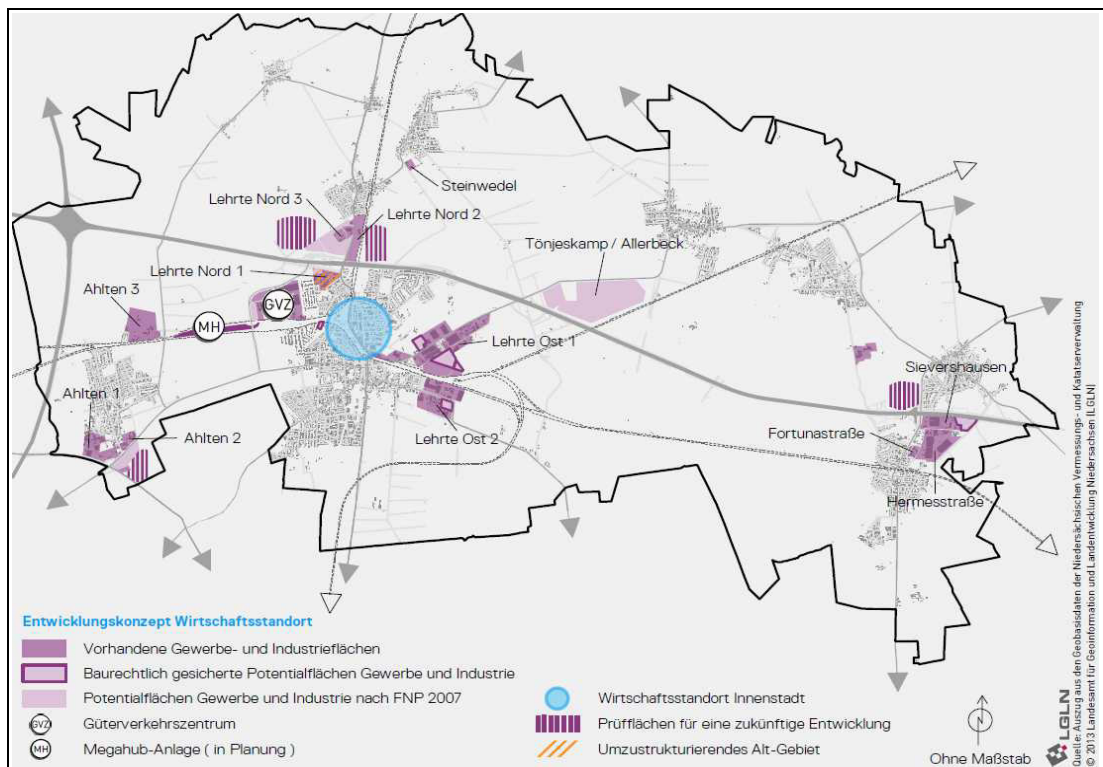 Steinwedel
Lehrte Nord 3
Lehrte Nord 2
Tönjeskamp / Allerbeck
Lehrte Nord 1
Ahlten 3
GVZ
MH
Lehrte Ost 1
Sievershausen
Ahlten 1
Ahlten 2
Lehrte Ost 2
Fortunastraße
Hermesstraße
Entwicklungskonzept Wirtschaftsstandort
Vorhandene Gewerbe- und Industrieflächen
Baurechtlich gesicherte Potentialflächen Gewerbe und Industrie
Potentialflächen Gewerbe und Industrie nach FNP 2007
GVZ Güterverkehrszentrum
MH Megahub-Anlage ( in Planung )
Wirtschaftsstandort Innenstadt
Prüfflächen für eine zukünftige Entwicklung
Umzustrukturierendes Alt-Gebiet
Ohne Maßstab
LGLN
Quelle: Auszug aus den Geobasisdaten der Niedersächsischen Vermessungs- und Katatserverwaltung
© 2013 Landesamt für Geoinformation und Landentwicklung Niedersachsen (LGLN)